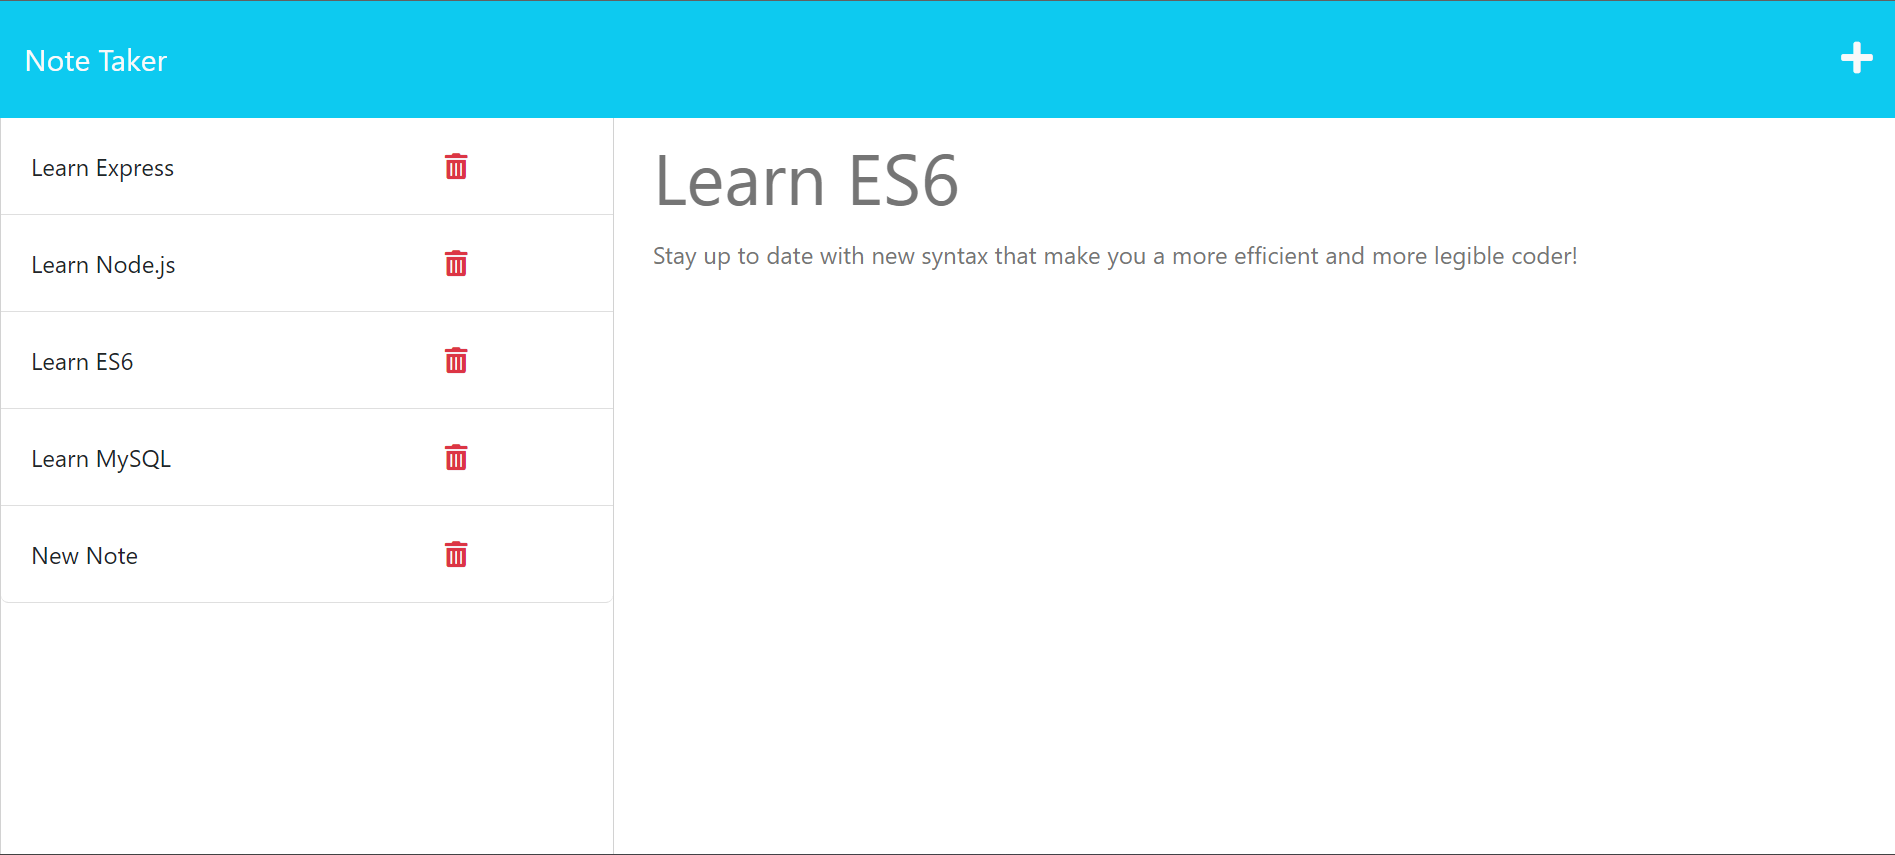 Note Taker
Learn Express
Learn Node.js
Learn ES6
Learn MySQL
New Note
Learn ES6
Stay up to date with new syntax that make you a more efficient and more legible coder!